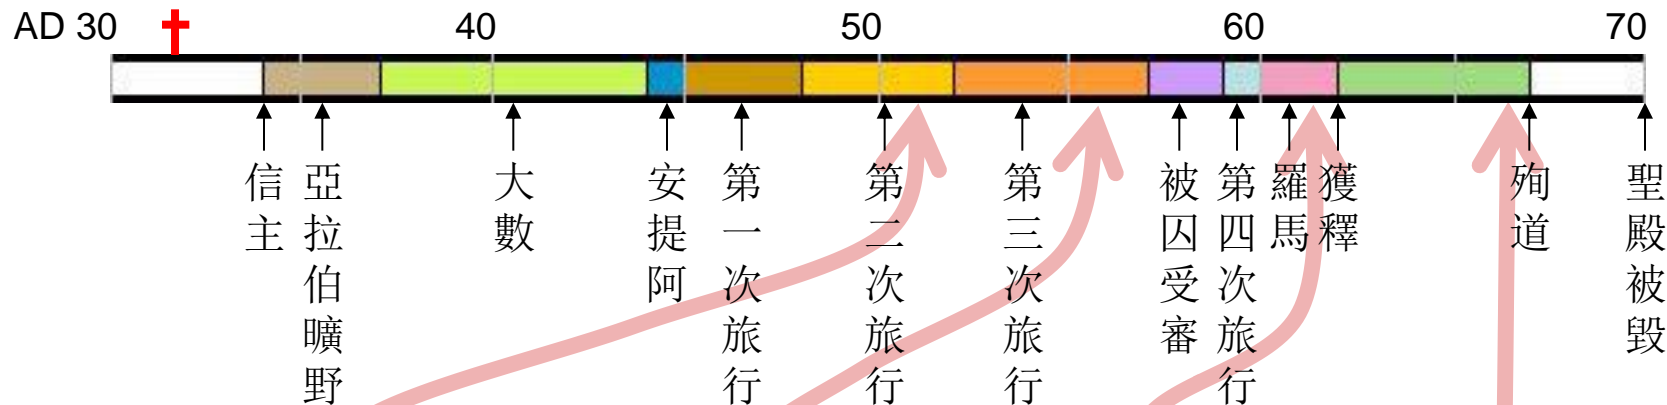 AD 30 40 50 60 70
信主
亞拉伯曠野
大數
安提阿
第一次旅行
第二次旅行
第三次旅行
被囚受審
第四次旅行
羅馬
獲釋
殉道
聖殿被毀